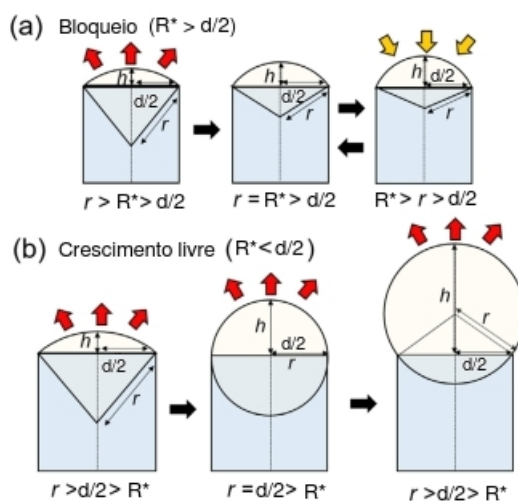 (a) Bloqueio (R* > d/2)
h
d/2
r
h
d/2
r
h
d/2
r
r > R* > d/2
r = R* > d/2
R* > r > d/2
(b) Crescimento livre (R* < d/2)
h
d/2
r
h
d/2
r
h
r
d/2
r > d/2 > R*
r = d/2 > R*
r > d/2 > R*